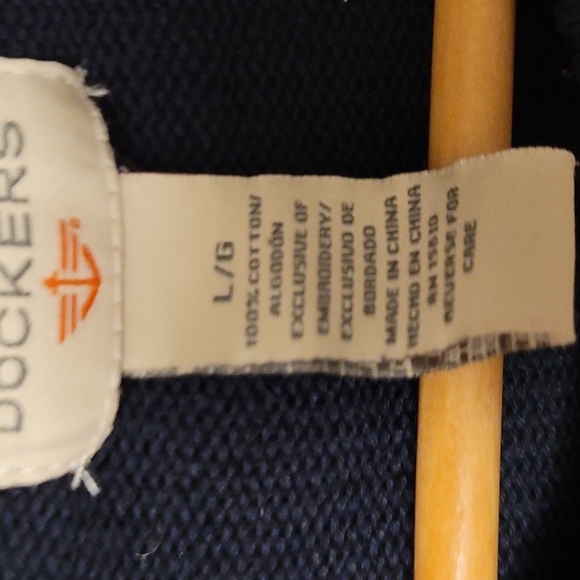 DOCKERS
L/G
100% COTTON/
ALGODÓN
EXCLUSIVE OF
EMBROIDERY/
EXCLUSIVO DE
BORDADO
MADE IN CHINA
HECHO EN CHINA
RN 15610
REVERSE FOR
CARE